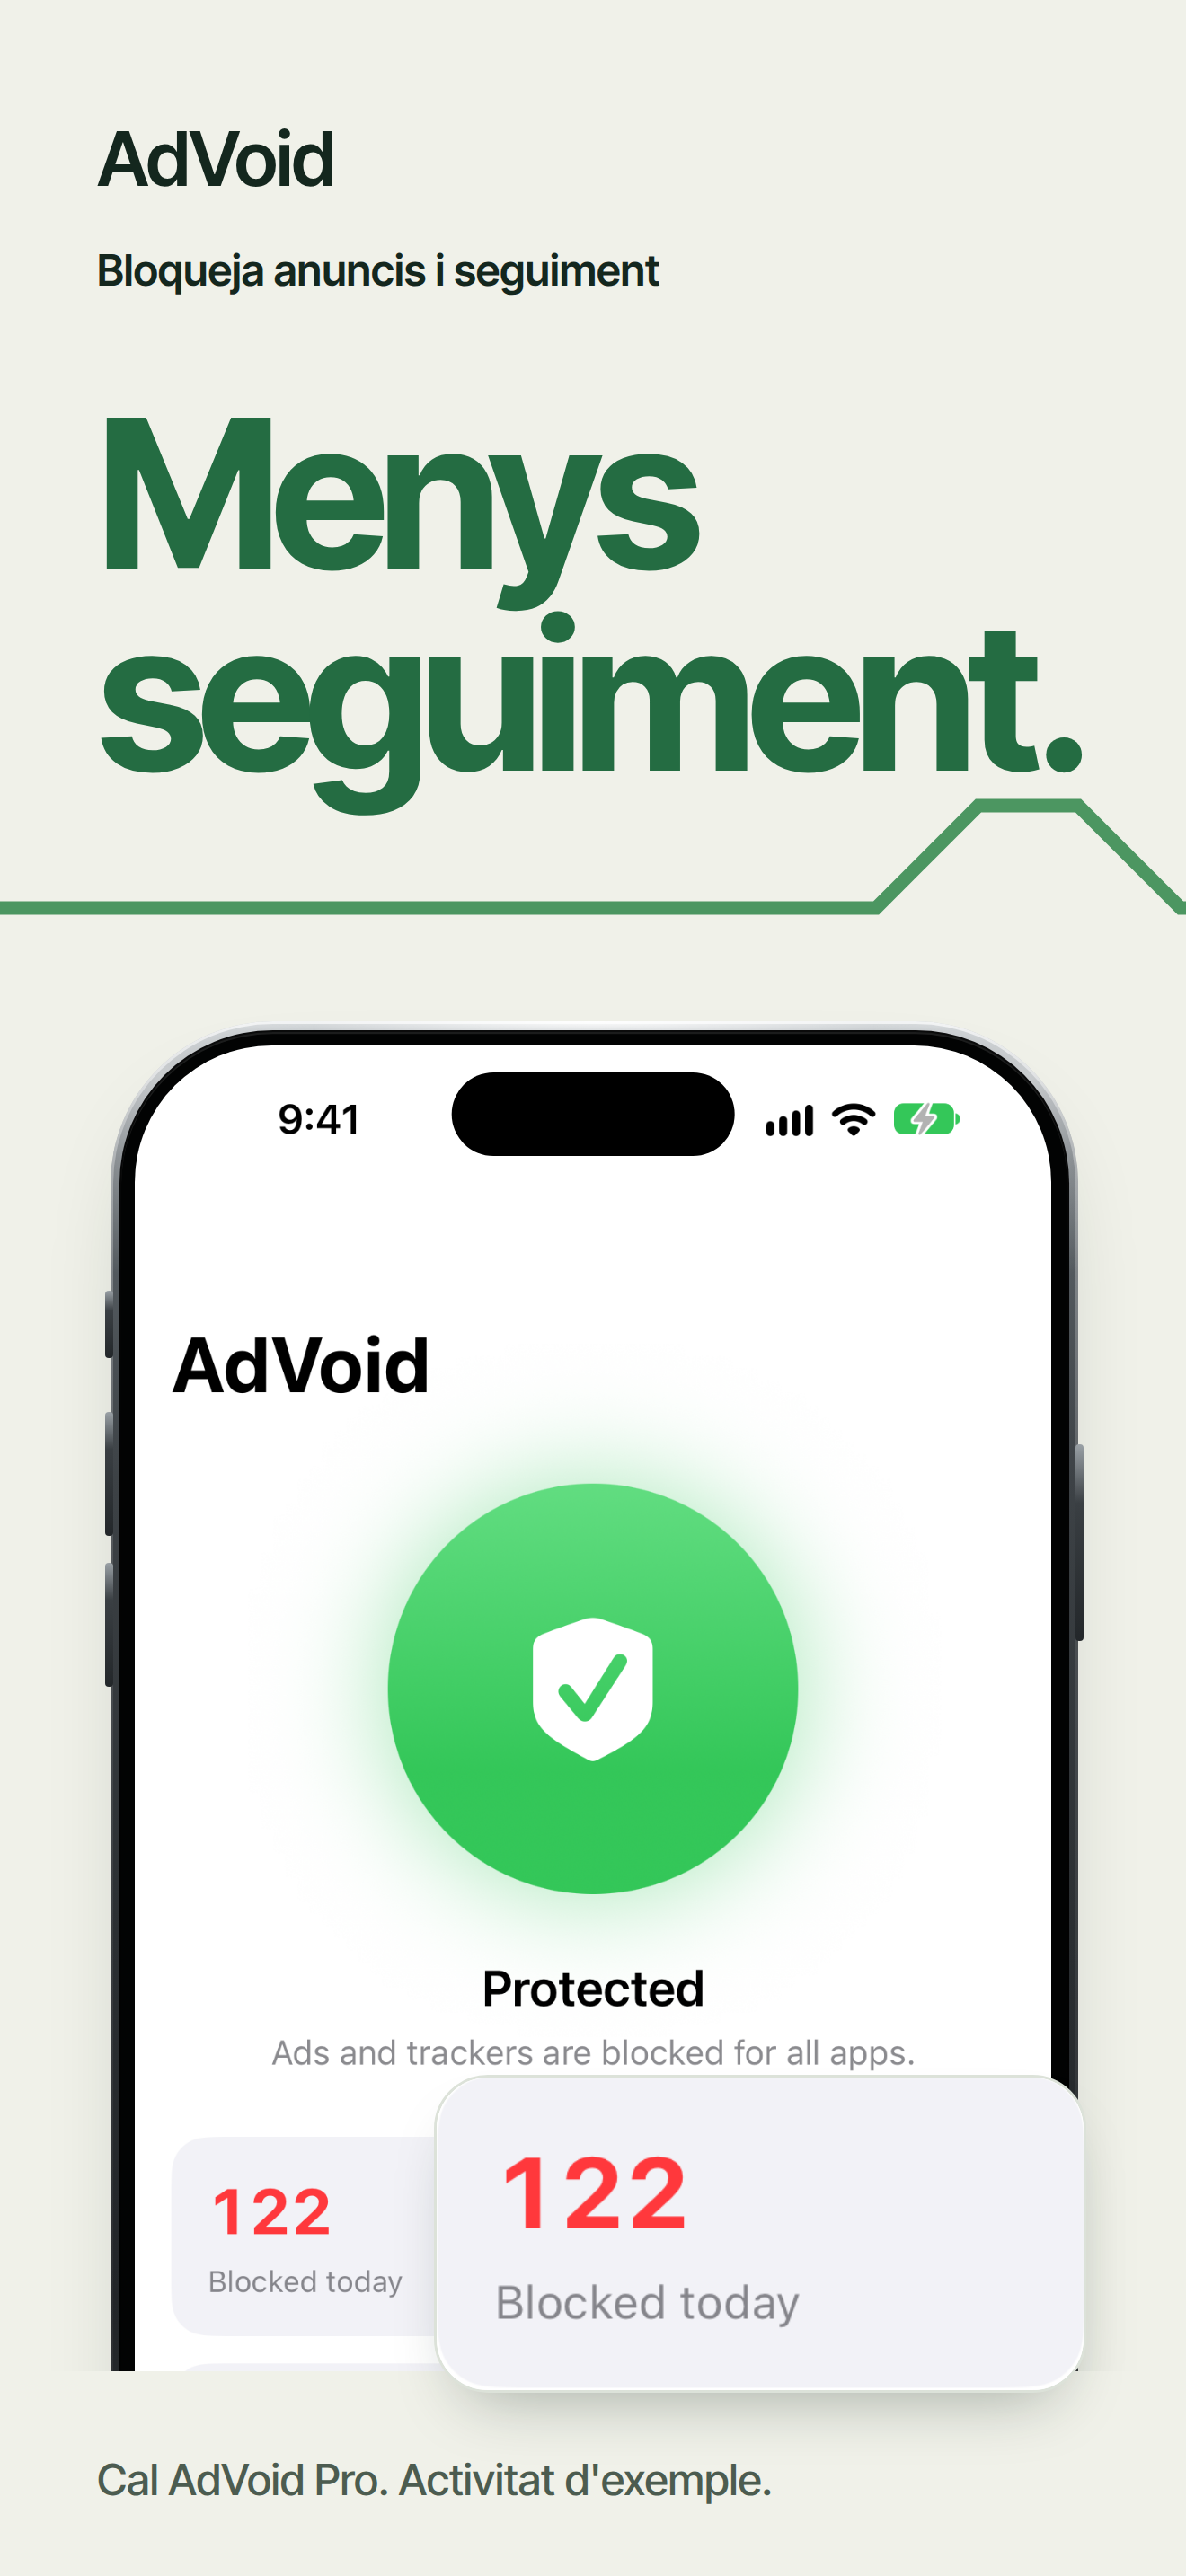 AdVoid
Bloqueja anuncis i seguiment
Menys
seguiment.
9:41
AdVoid
Protected
Ads and trackers are blocked for all apps.
122
Blocked today
122
Blocked today
Cal AdVoid Pro. Activitat d'exemple.